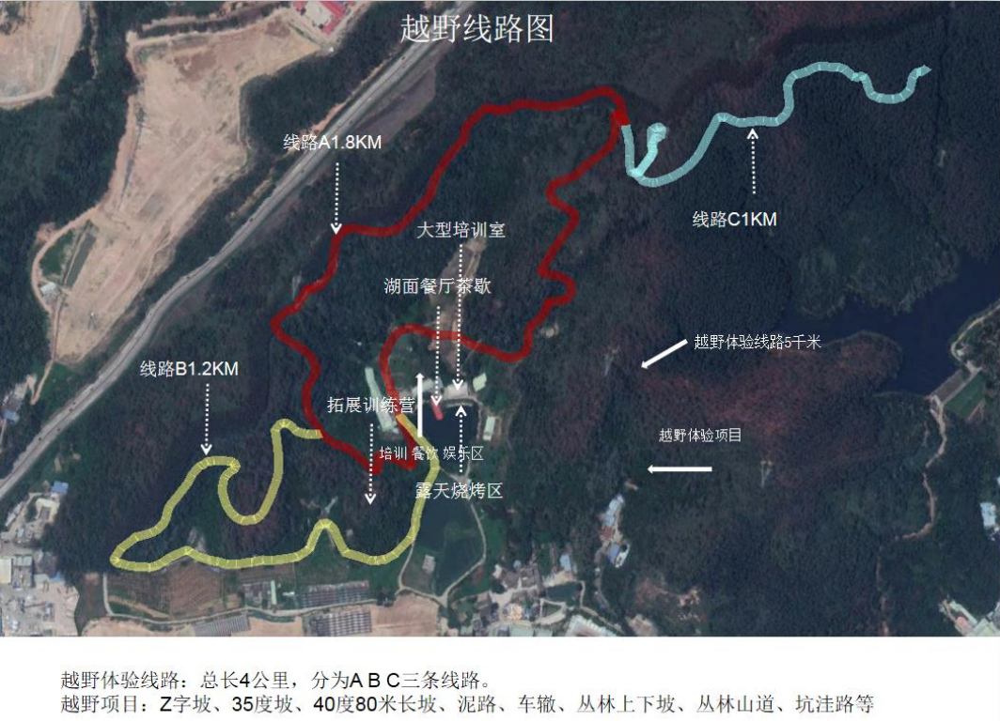 越野线路图
线路A1.8KM
线路C1KM
大型培训室
湖面餐厅茶歇
越野体验线路5千米
线路B1.2KM
拓展训练营
越野体验项目
培训 餐饮 娱乐区
露天烧烤区
越野体验线路：总长4公里，分为A B C三条线路。
越野项目：Z字坡、35度坡、40度80米长坡、泥路、车辙、丛林上下坡、丛林山道、坑洼路等